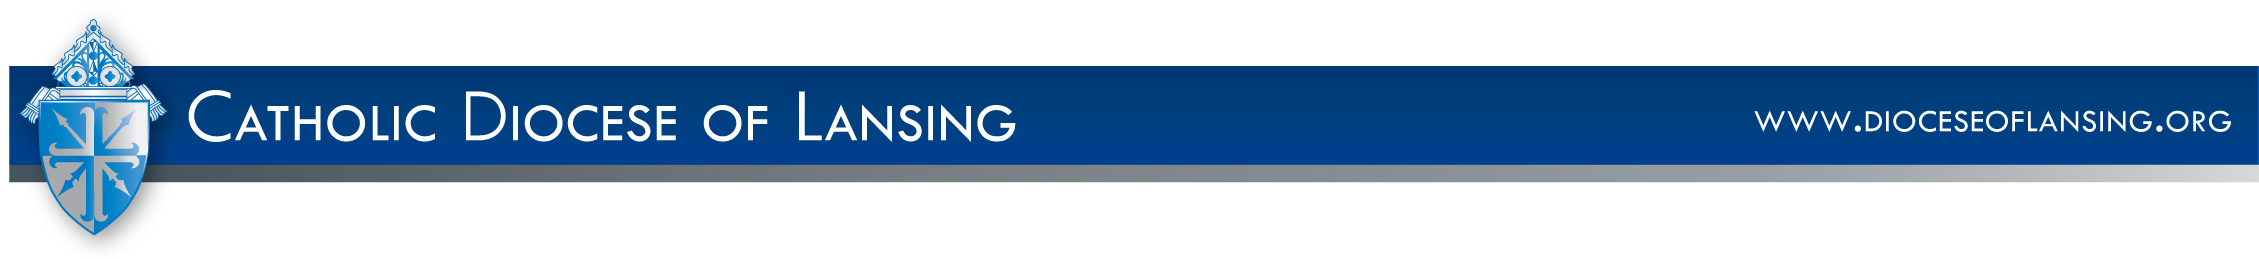 Catholic Diocese of Lansing
www.dioceseoflansing.org